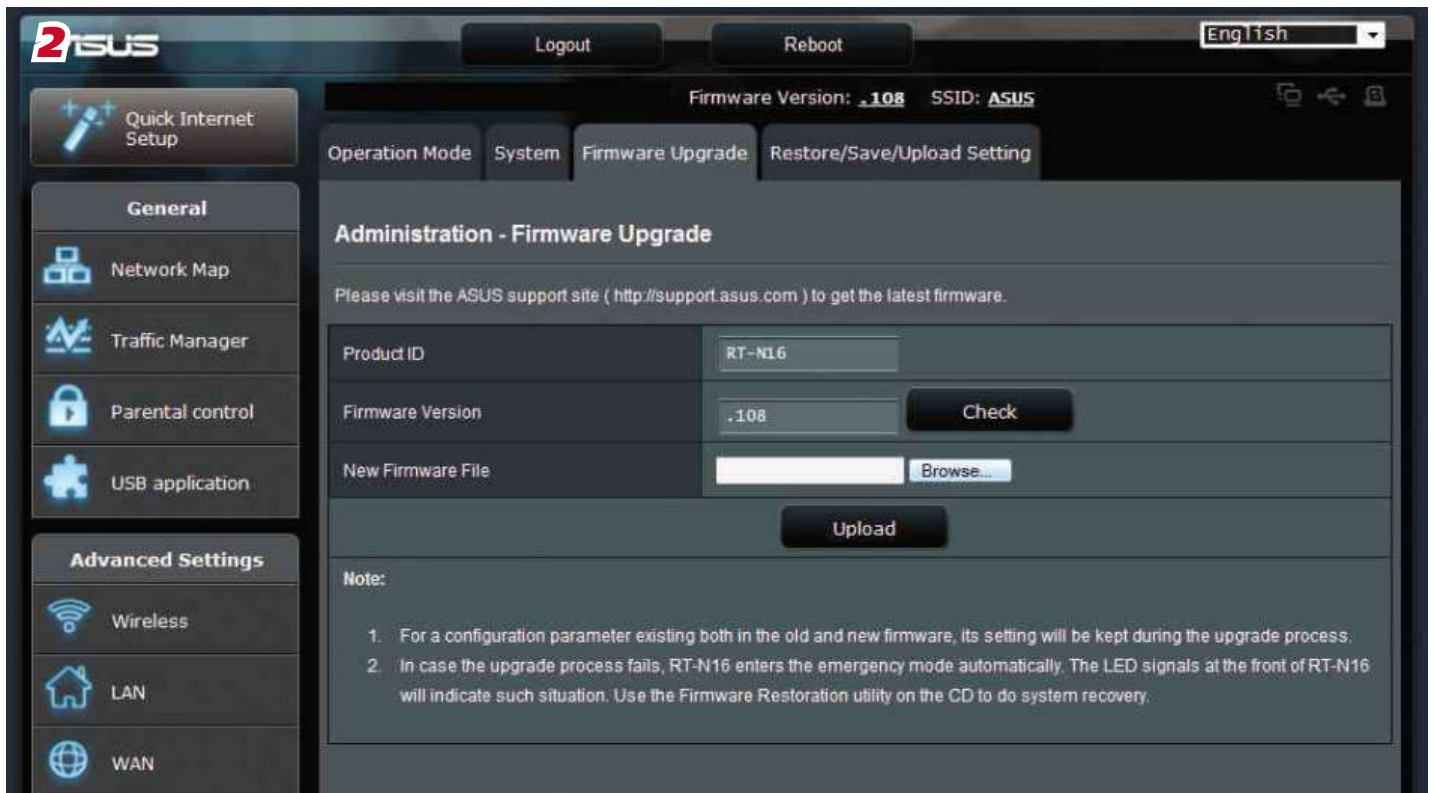 2
ASUS
Logout
Reboot
English
Quick Internet
Setup
Firmware Version: .108 SSID: ASUS
Operation Mode
System
Firmware Upgrade
Restore/Save/Upload Setting
General
Network Map
Traffic Manager
Parental control
USB application
Advanced Settings
Wireless
LAN
WAN
Administration - Firmware Upgrade
Please visit the ASUS support site ( http://support.asus.com ) to get the latest firmware.
Product ID
RT-N16
Firmware Version
.108
Check
New Firmware File
Browse...
Upload
Note:
1. For a configuration parameter existing both in the old and new firmware, its setting will be kept during the upgrade process.
2. In case the upgrade process fails, RT-N16 enters the emergency mode automatically. The LED signals at the front of RT-N16
will indicate such situation. Use the Firmware Restoration utility on the CD to do system recovery.